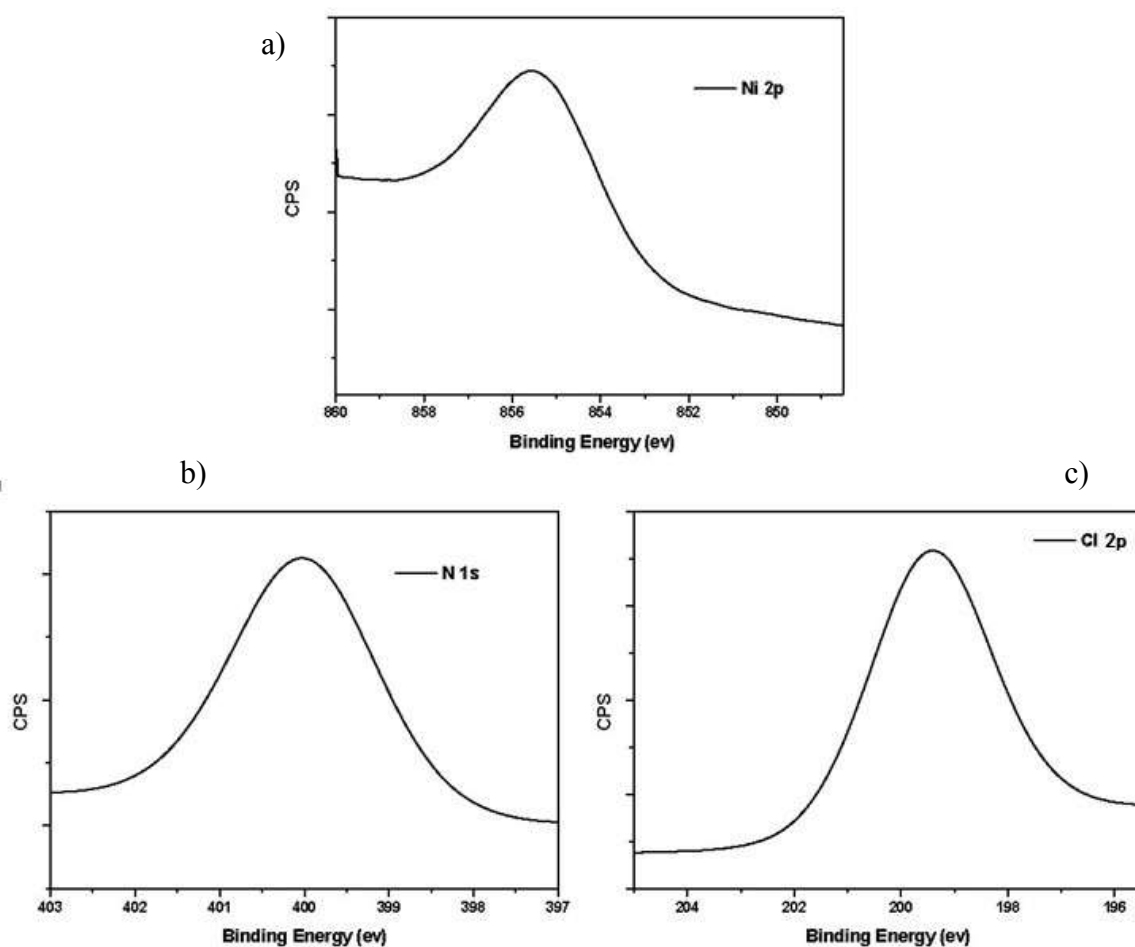 a)
Ni 2p
CPS
860 858 856 854 852 850
Binding Energy (ev)
b)
N 1s
CPS
403 402 401 400 399 398 397
Binding Energy (ev)
c)
Cl 2p
CPS
204 202 200 198 196
Binding Energy (ev)